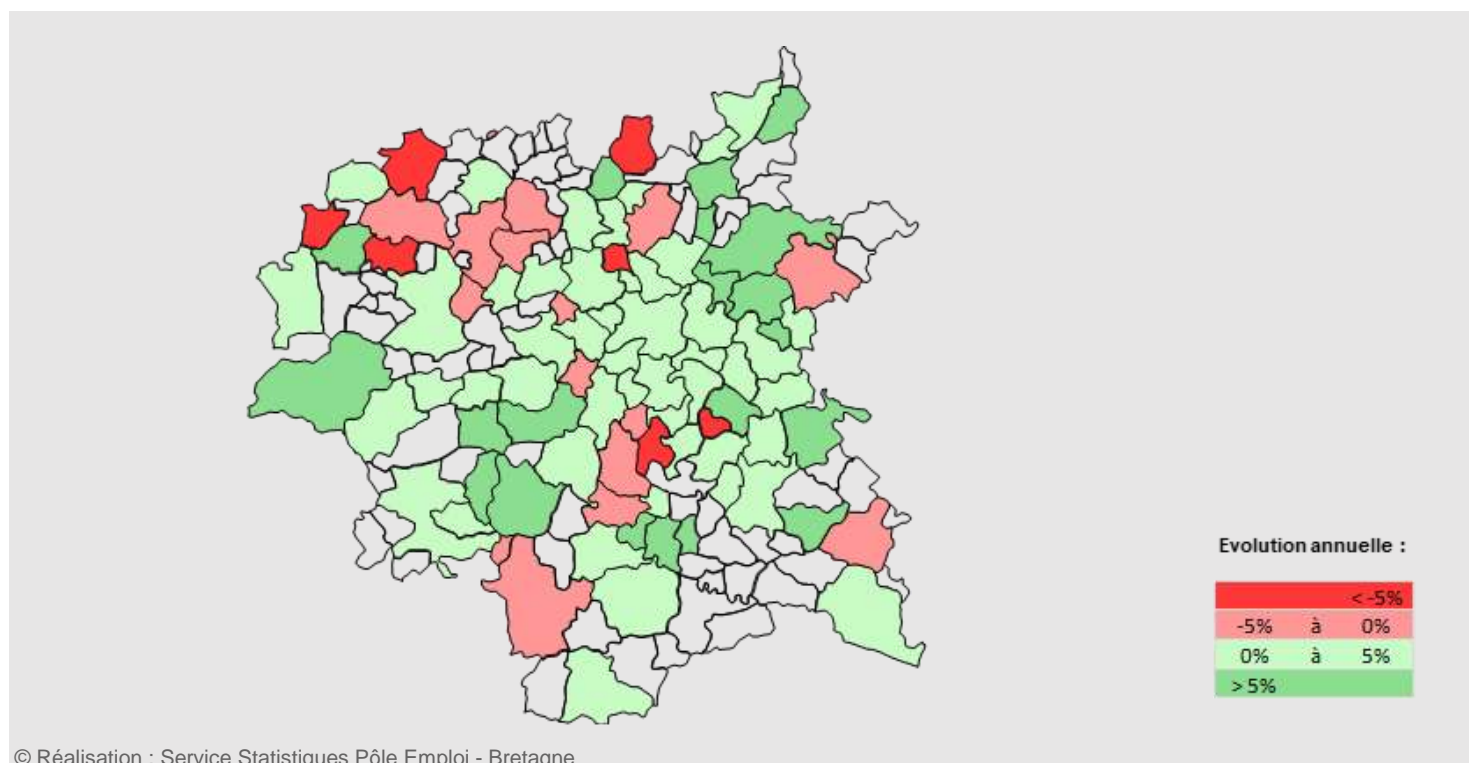 Evolution annuelle :
< -5%
-5% à 0%
0% à 5%
> 5%
© Réalisation : Service Statistiques Pôle Emploi - Bretagne